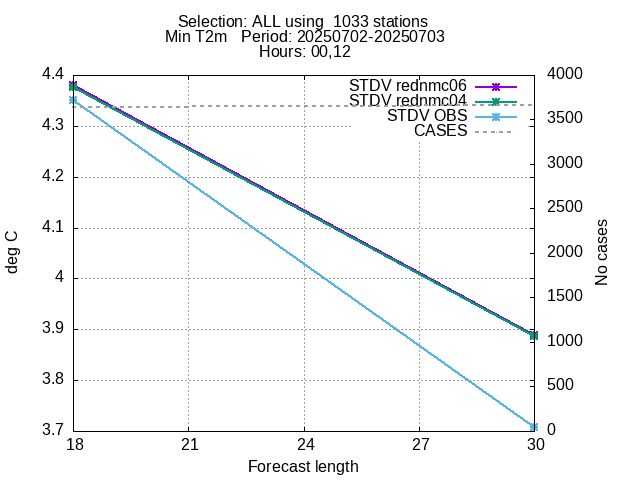 Selection: ALL using  1033 stations
Min T2m   Period: 20250702-20250703
Hours: 00,12
4.4
4.3
4.2
4.1
4
3.9
3.8
3.7
deg C
4000
3500
3000
2500
2000
1500
1000
500
0
No cases
STDV rednmc06
STDV rednmc04
STDV OBS
CASES
18
21
24
27
30
Forecast length